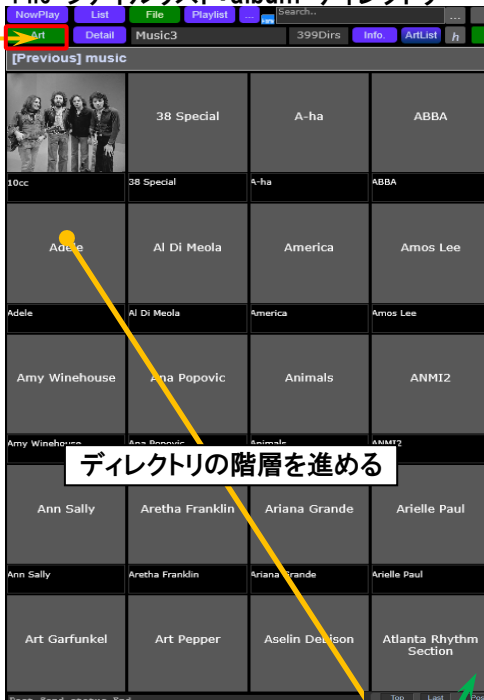 NowPlay List File Playlist ... Search.. ...
Art Detail Music3 399Dirs Info. ArtList h
[Previous] music
38 Special A-ha ABBA
10cc 38 Special A-ha ABBA
Adele Al Di Meola America Amos Lee
Adele Al Di Meola America Amos Lee
Amy Winehouse Ana Popovic Animals ANMI2
Amy Winehouse Ana Popovic Animals ANMI2
ディレクトリの階層を進める
Ann Sally Aretha Franklin Ariana Grande Arielle Paul
Ann Sally Aretha Franklin Ariana Grande Arielle Paul
Art Garfunkel Art Pepper Aselin Debison Atlanta Rhythm
Section
Top Last